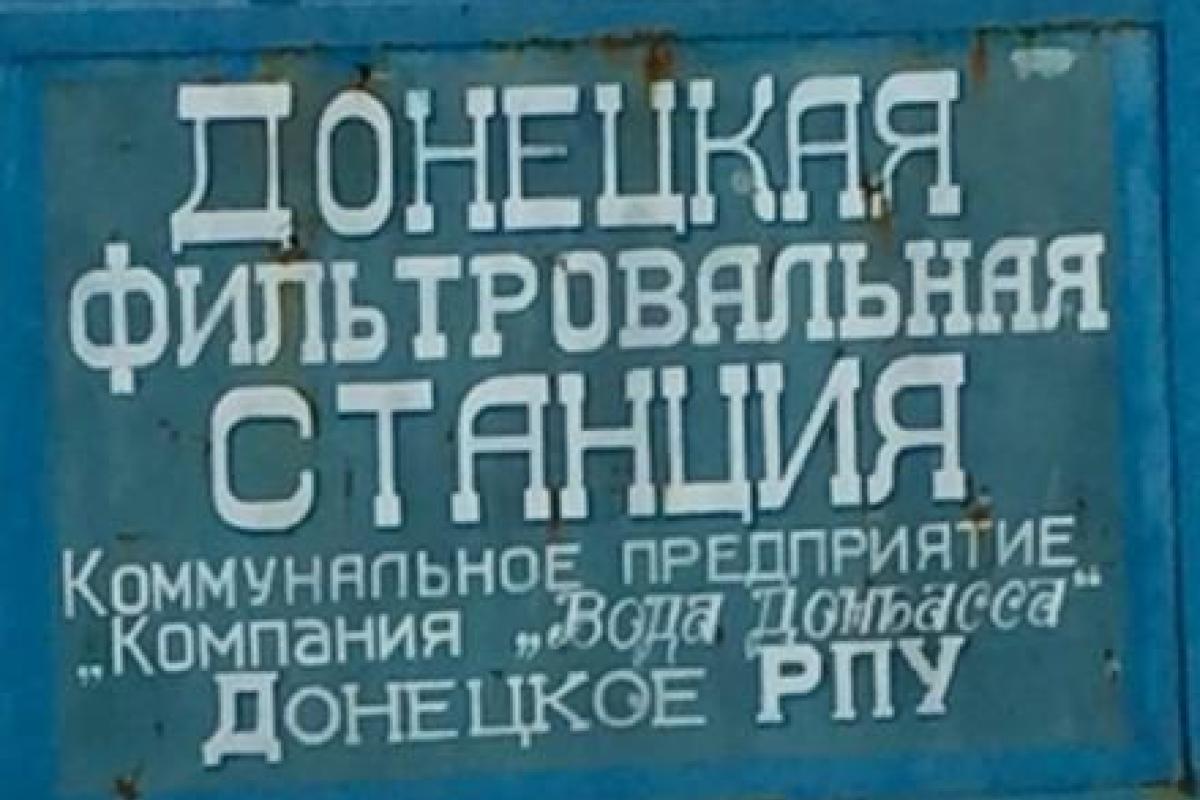 ДОНЕЦКАЯ
ФИЛЬТРОВАЛЬНАЯ
СТАНЦИЯ
КОММУНАЛЬНОЕ ПРЕДПРИЯТИЕ
„Компания „Вода Донбасса“
ДОНЕЦКОЕ РПУ